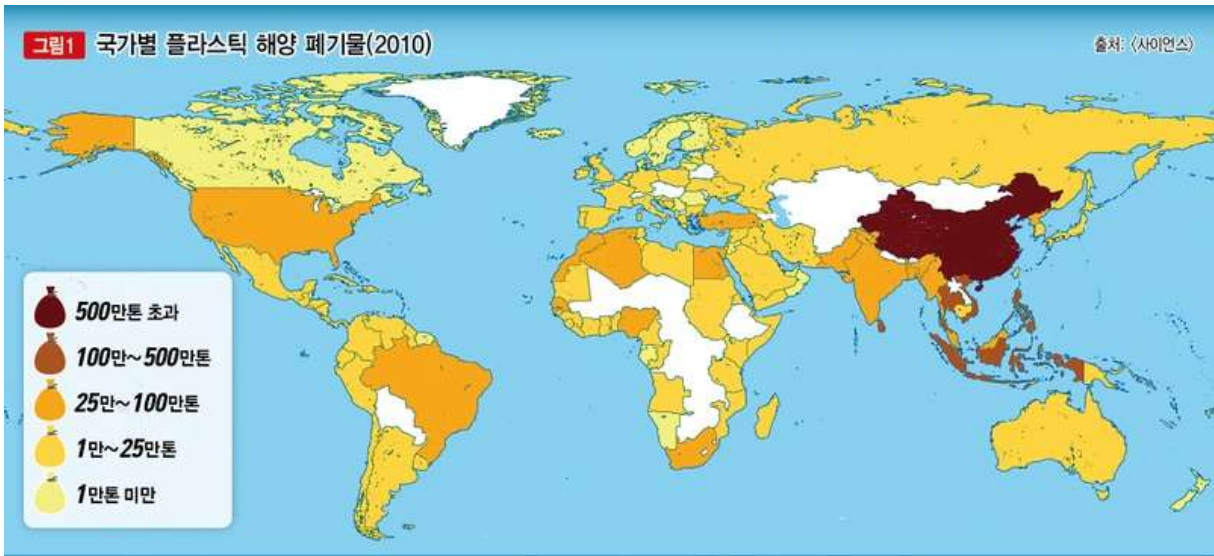 그림1 국가별 플라스틱 해양 폐기물(2010)
출처: 〈사이언스〉
500만톤 초과
100만~500만톤
25만~100만톤
1만~25만톤
1만톤 미만